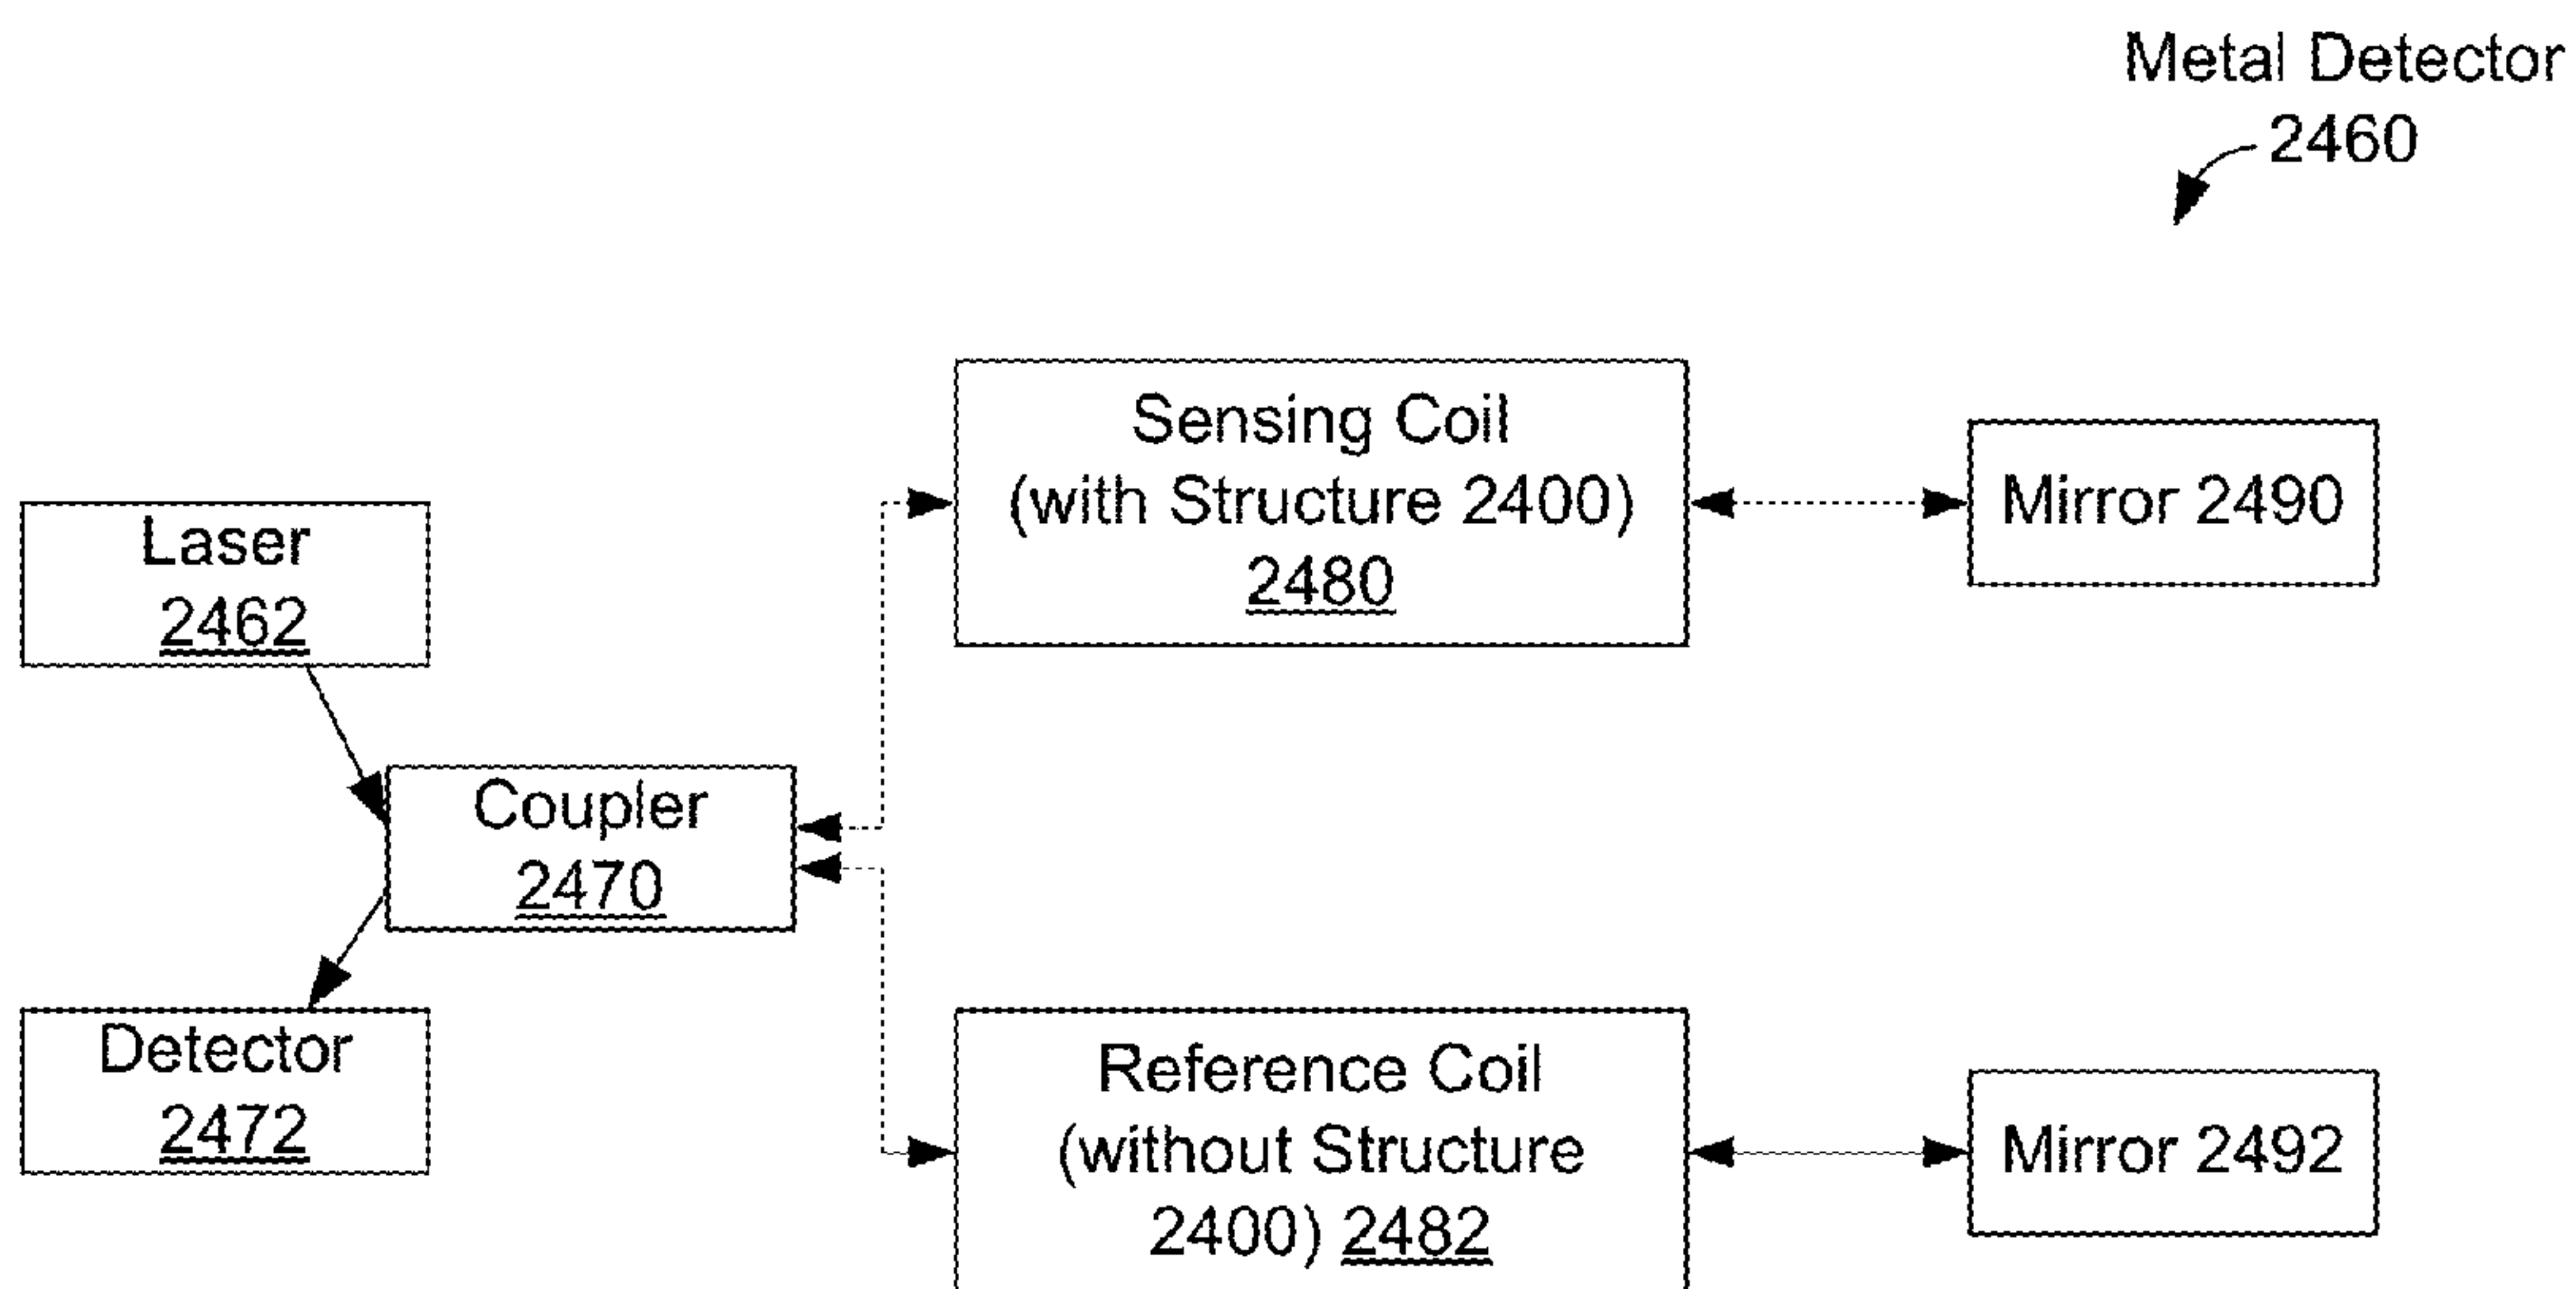 Metal Detector
2460
Sensing Coil
(with Structure 2400)
2480
Mirror 2490
Laser
2462
Coupler
2470
Detector
2472
Reference Coil
(without Structure
2400) 2482
Mirror 2492